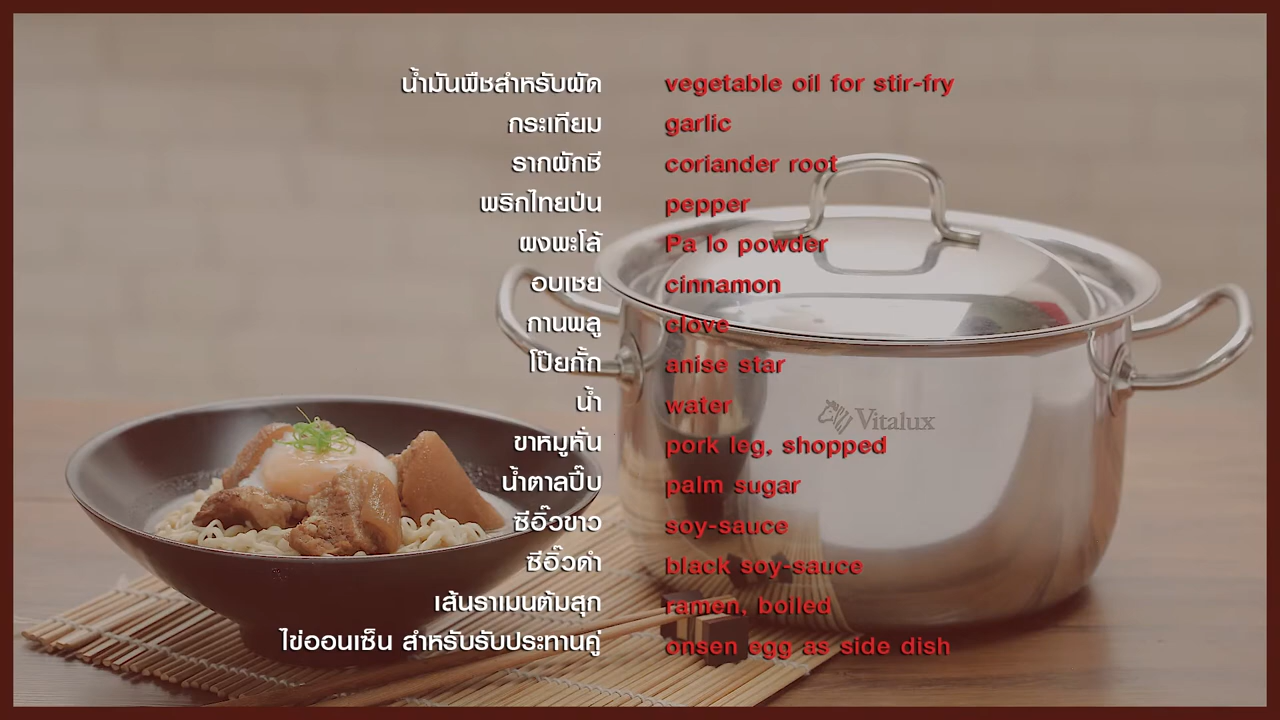 น้ำมันพืชสำหรับผัด vegetable oil for stir-fry
กระเทียม garlic
รากผักชี coriander root
พริกไทยป่น pepper
ผงพะโล้ Pa lo powder
อบเชย cinnamon
กานพลู clove
โป๊ยกั้ก anise star
น้ำ water
Vitalux
ขาหมูหั่น pork leg, shopped
น้ำตาลปี๊บ palm sugar
ซีอิ๊วขาว soy-sauce
ซีอิ๊วดำ black soy-sauce
เส้นราเมนต้มสุก ramen, boiled
ไข่ออนเซ็น สำหรับรับประทานคู่ onsen egg as side dish